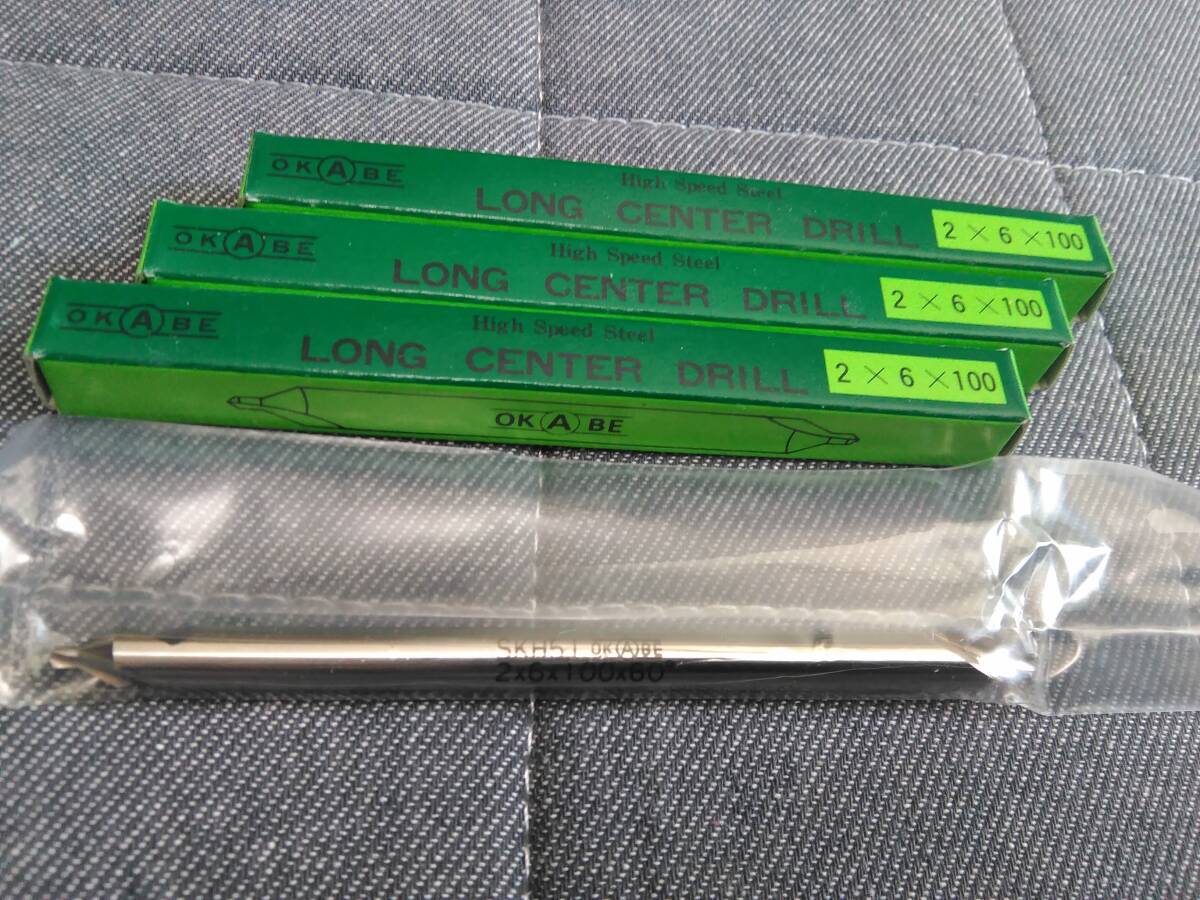 OKABE
High Speed Steel
LONG CENTER DRILL
2×6×100
OKABE
High Speed Steel
LONG CENTER DRILL
2×6×100
OKABE
High Speed Steel
LONG CENTER DRILL
2×6×100
OKABE
SKH51 OKABE
2x6x100x60°